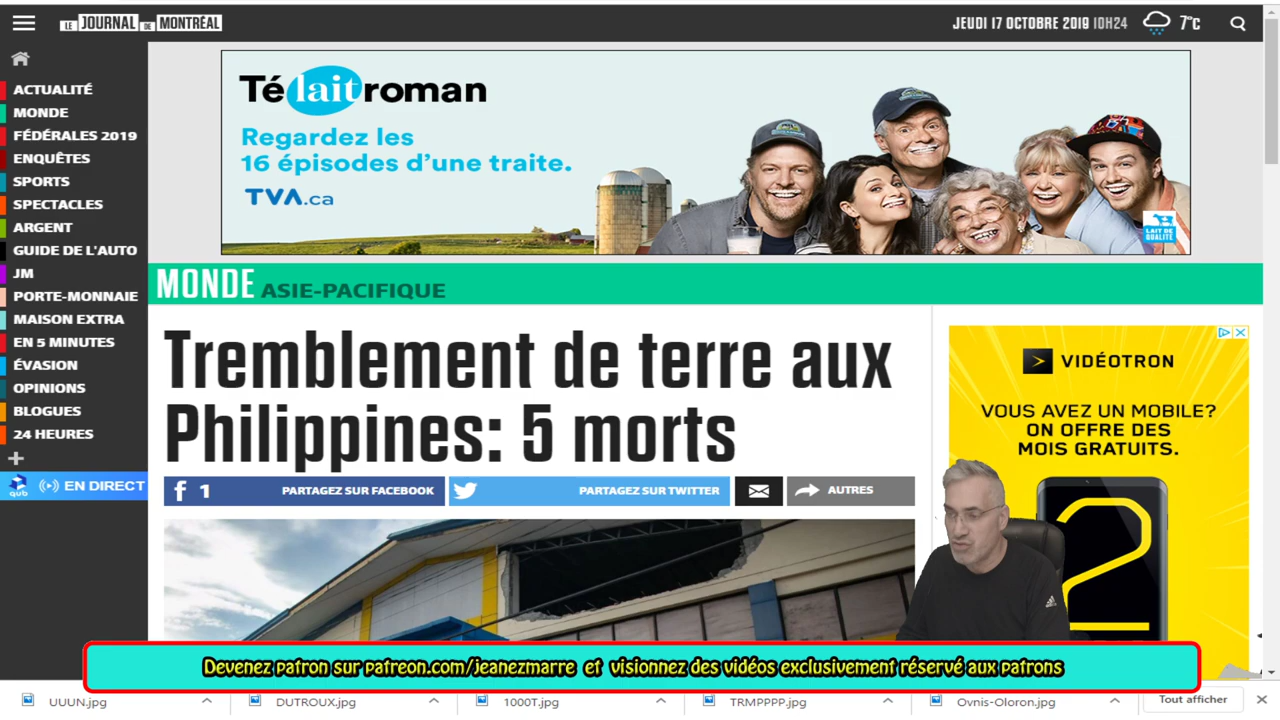 LE JOURNAL DE MONTRÉAL
JEUDI 17 OCTOBRE 2019 10H24
7°C
ACTUALITÉ
MONDE
FÉDÉRALES 2019
ENQUÊTES
SPORTS
SPECTACLES
ARGENT
GUIDE DE L'AUTO
JM
PORTE-MONNAIE
MAISON EXTRA
EN 5 MINUTES
ÉVASION
OPINIONS
BLOGUES
24 HEURES
qub EN DIRECT
Télaitroman
Regardez les
16 épisodes d'une traite.
TVA.ca
LAIT DE
QUALITÉ
MONDE ASIE-PACIFIQUE
Tremblement de terre aux
Philippines: 5 morts
1 PARTAGEZ SUR FACEBOOK
PARTAGEZ SUR TWITTER
AUTRES
VIDÉOTRON
VOUS AVEZ UN MOBILE?
ON OFFRE DES
MOIS GRATUITS.
2
Devenez patron sur patreon.com/jeanezmarre et visionnez des vidéos exclusivement réservé aux patrons
UUUN.jpg
DUTROUX.jpg
1000T.jpg
TRMPPPP.jpg
Ovnis-Oloron.jpg
Tout afficher